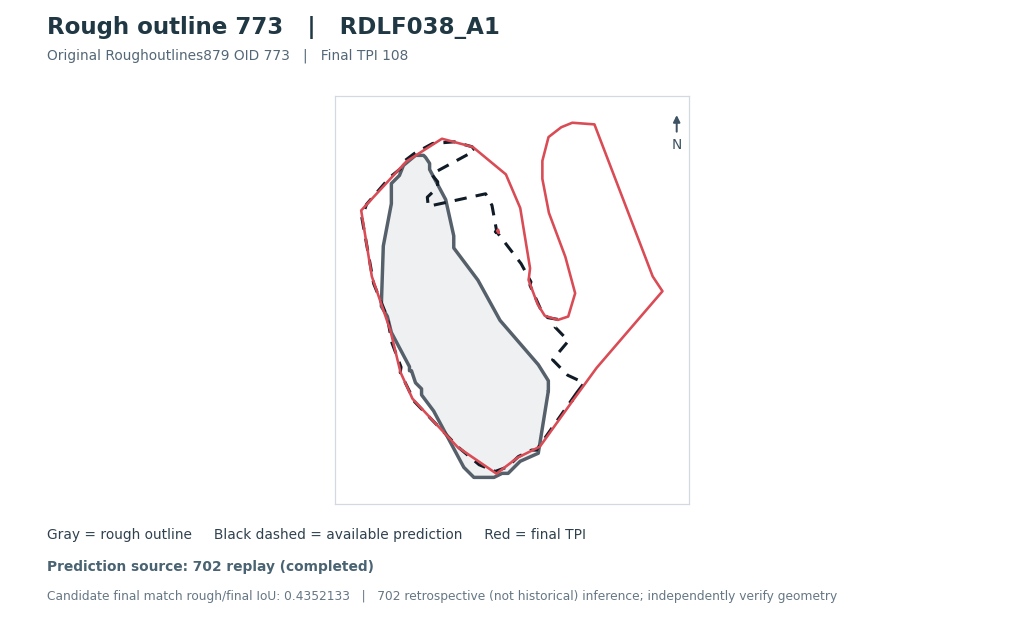 Rough outline 773   |   RDLF038_A1
Original Roughoutlines879 OID 773   |   Final TPI 108
N
Gray = rough outline     Black dashed = available prediction     Red = final TPI
Prediction source: 702 replay (completed)
Candidate final match rough/final IoU: 0.4352133   |   702 retrospective (not historical) inference; independently verify geometry